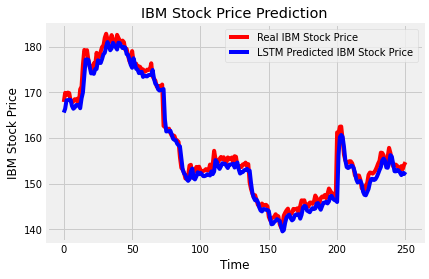 IBM Stock Price Prediction
Real IBM Stock Price
LSTM Predicted IBM Stock Price
IBM Stock Price
180
170
160
150
140
0 50 100 150 200 250
Time